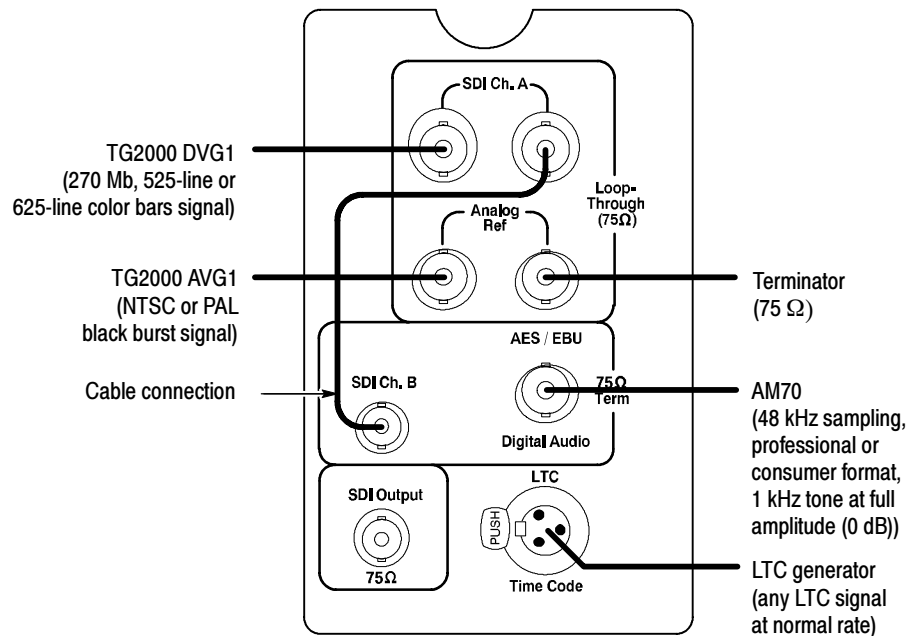 SDI Ch. A
TG2000 DVG1
(270 Mb, 525-line or
625-line color bars signal)
Loop-
Through
(75Ω)
Analog
Ref
TG2000 AVG1
(NTSC or PAL
black burst signal)
Terminator
(75 Ω)
AES / EBU
Cable connection
SDI Ch. B
75Ω
Term
Digital Audio
AM70
(48 kHz sampling,
professional or
consumer format,
1 kHz tone at full
amplitude (0 dB))
SDI Output
75Ω
LTC
PUSH
Time Code
LTC generator
(any LTC signal
at normal rate)